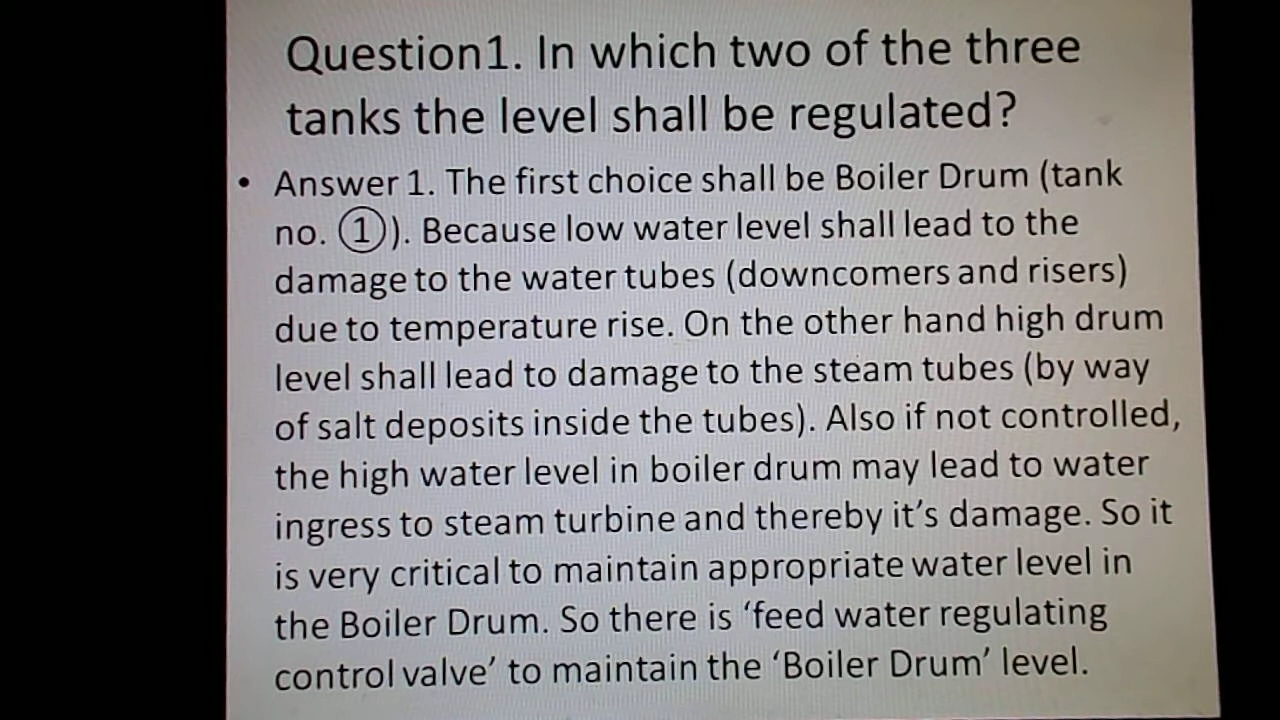 Question1. In which two of the three
tanks the level shall be regulated?
• Answer 1. The first choice shall be Boiler Drum (tank
no. ①). Because low water level shall lead to the
damage to the water tubes (downcomers and risers)
due to temperature rise. On the other hand high drum
level shall lead to damage to the steam tubes (by way
of salt deposits inside the tubes). Also if not controlled,
the high water level in boiler drum may lead to water
ingress to steam turbine and thereby it’s damage. So it
is very critical to maintain appropriate water level in
the Boiler Drum. So there is ‘feed water regulating
control valve’ to maintain the ‘Boiler Drum’ level.